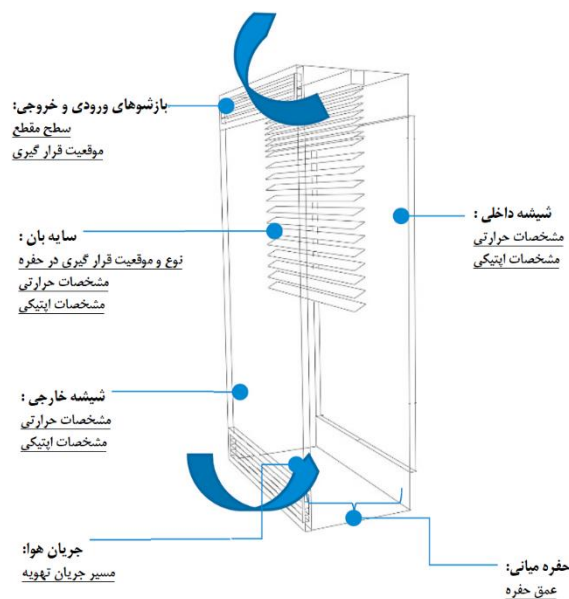 بازشوهای ورودی و خروجی:
سطح مقطع
موقعیت قرار گیری
شیشه داخلی :
مشخصات حرارتی
مشخصات اپتیکی
سایه بان :
نوع و موقعیت قرار گیری در حفره
مشخصات حرارتی
مشخصات اپتیکی
شیشه خارجی :
مشخصات حرارتی
مشخصات اپتیکی
جریان هوا:
مسیر جریان تهویه
حفره میانی:
عمق حفره